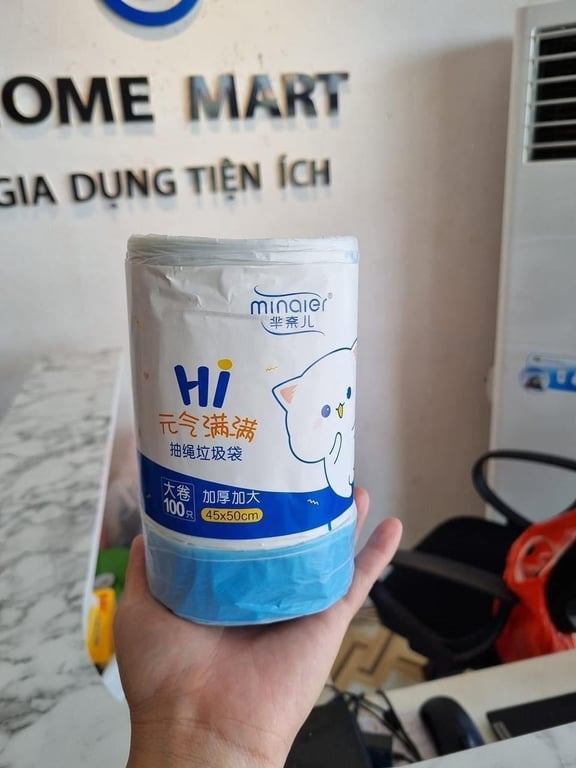 OME MART
GIA DỤNG TIỆN ÍCH
minaier®
芈奈儿
Hi
元气满满
抽绳垃圾袋
大卷
100只
加厚加大
45x50cm